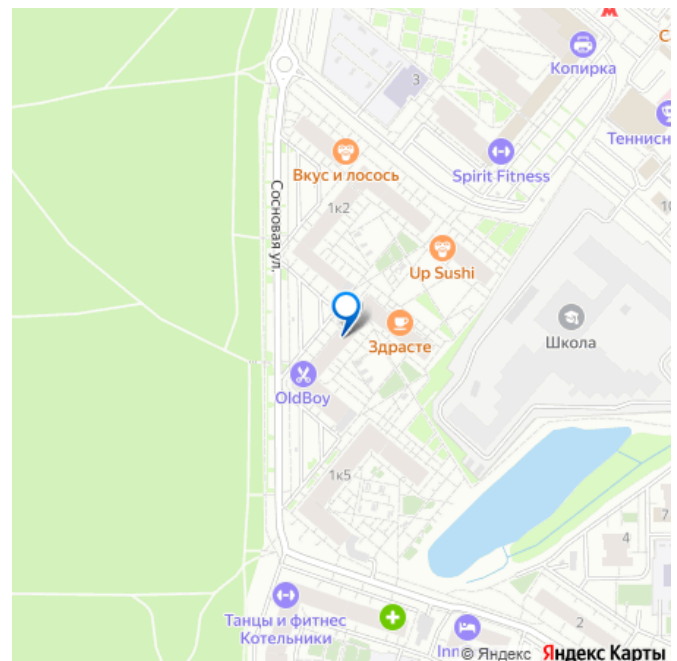 М
С
Копирка
3
Теннисн
Вкус и лосось
Spirit Fitness
Сосновая ул.
1к2
Up Sushi
Здрасте
Школа
OldBoy
1к5
7
4
Танцы и фитнес
Котельники
2
Inn
© Яндекс Яндекс Карты